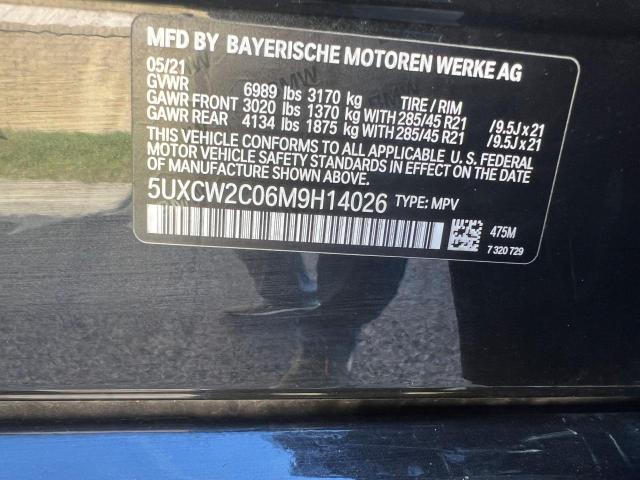 MFD BY BAYERISCHE MOTOREN WERKE AG
05/21
GVWR 6989 lbs 3170 kg TIRE / RIM
GAWR FRONT 3020 lbs 1370 kg WITH 285/45 R21 /9.5J x 21
GAWR REAR 4134 lbs 1875 kg WITH 285/45 R21 /9.5J x 21
THIS VEHICLE CONFORMS TO ALL APPLICABLE U. S. FEDERAL
MOTOR VEHICLE SAFETY STANDARDS IN EFFECT ON THE DATE
OF MANUFACTURE SHOWN ABOVE.
5UXCW2C06M9H14026 TYPE: MPV
475M
7 320 729